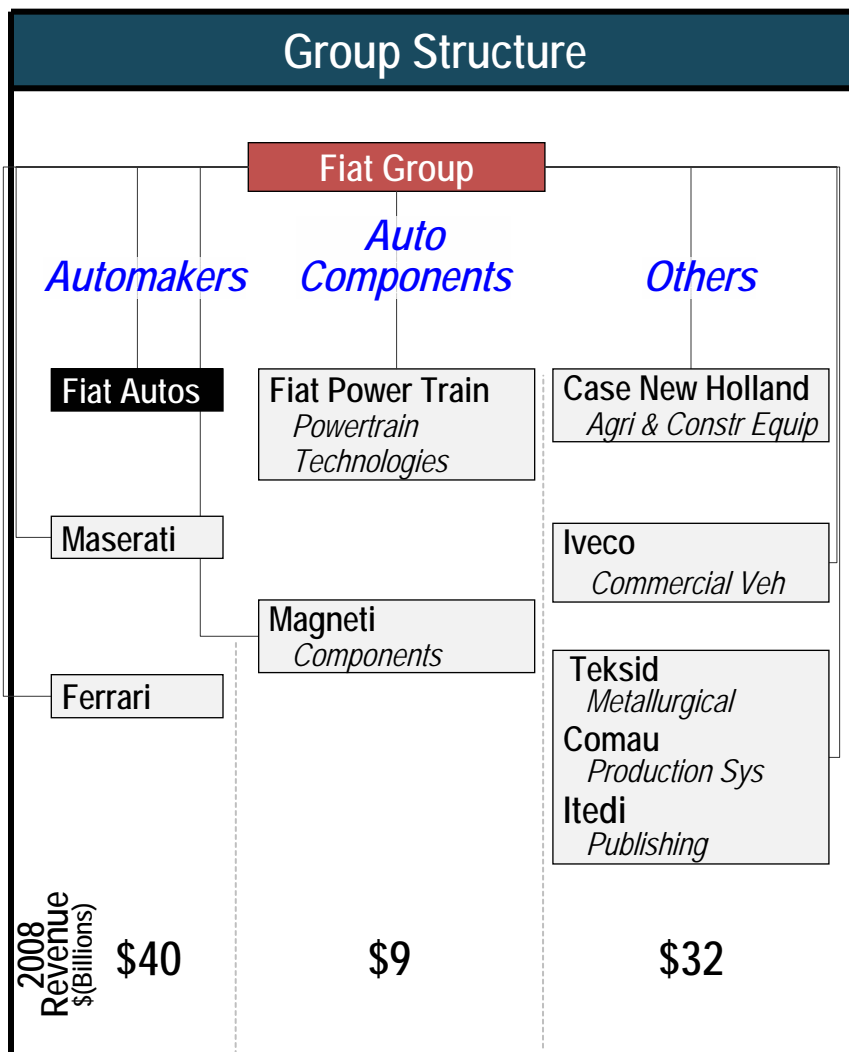 Group Structure
Fiat Group
Automakers
Auto
Components
Others
Fiat Autos
Maserati
Ferrari
Fiat Power Train
Powertrain
Technologies
Magneti
Components
Case New Holland
Agri & Constr Equip
Iveco
Commercial Veh
Teksid
Metallurgical
Comau
Production Sys
Itedi
Publishing
2008
Revenue
$(Billions)
$40
$9
$32